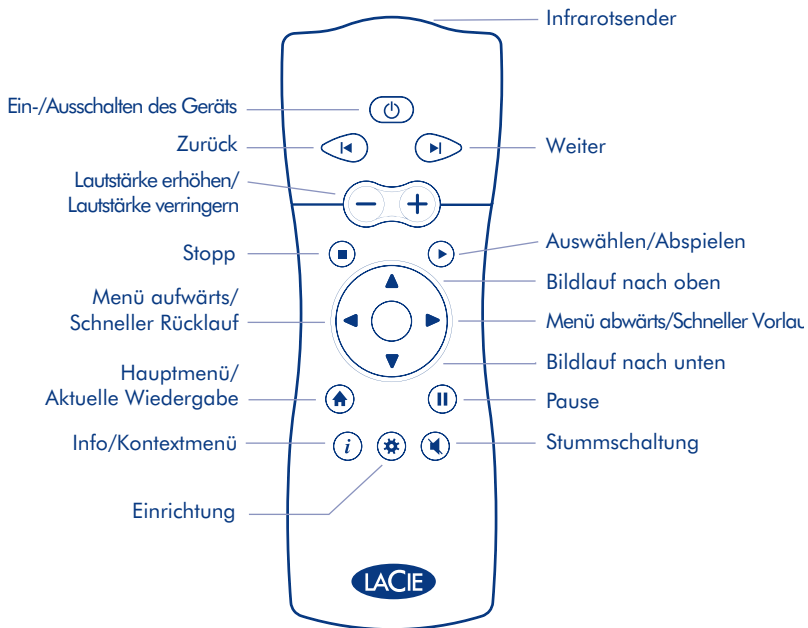 Infrarotsender
Ein-/Ausschalten des Geräts
Zurück
Weiter
Lautstärke erhöhen/
Lautstärke verringern
Stopp
Auswählen/Abspielen
Bildlauf nach oben
Menü aufwärts/
Schneller Rücklauf
Menü abwärts/Schneller Vorlau
Bildlauf nach unten
Hauptmenü/
Aktuelle Wiedergabe
Pause
Info/Kontextmenü
i
Stummschaltung
Einrichtung
LACIE